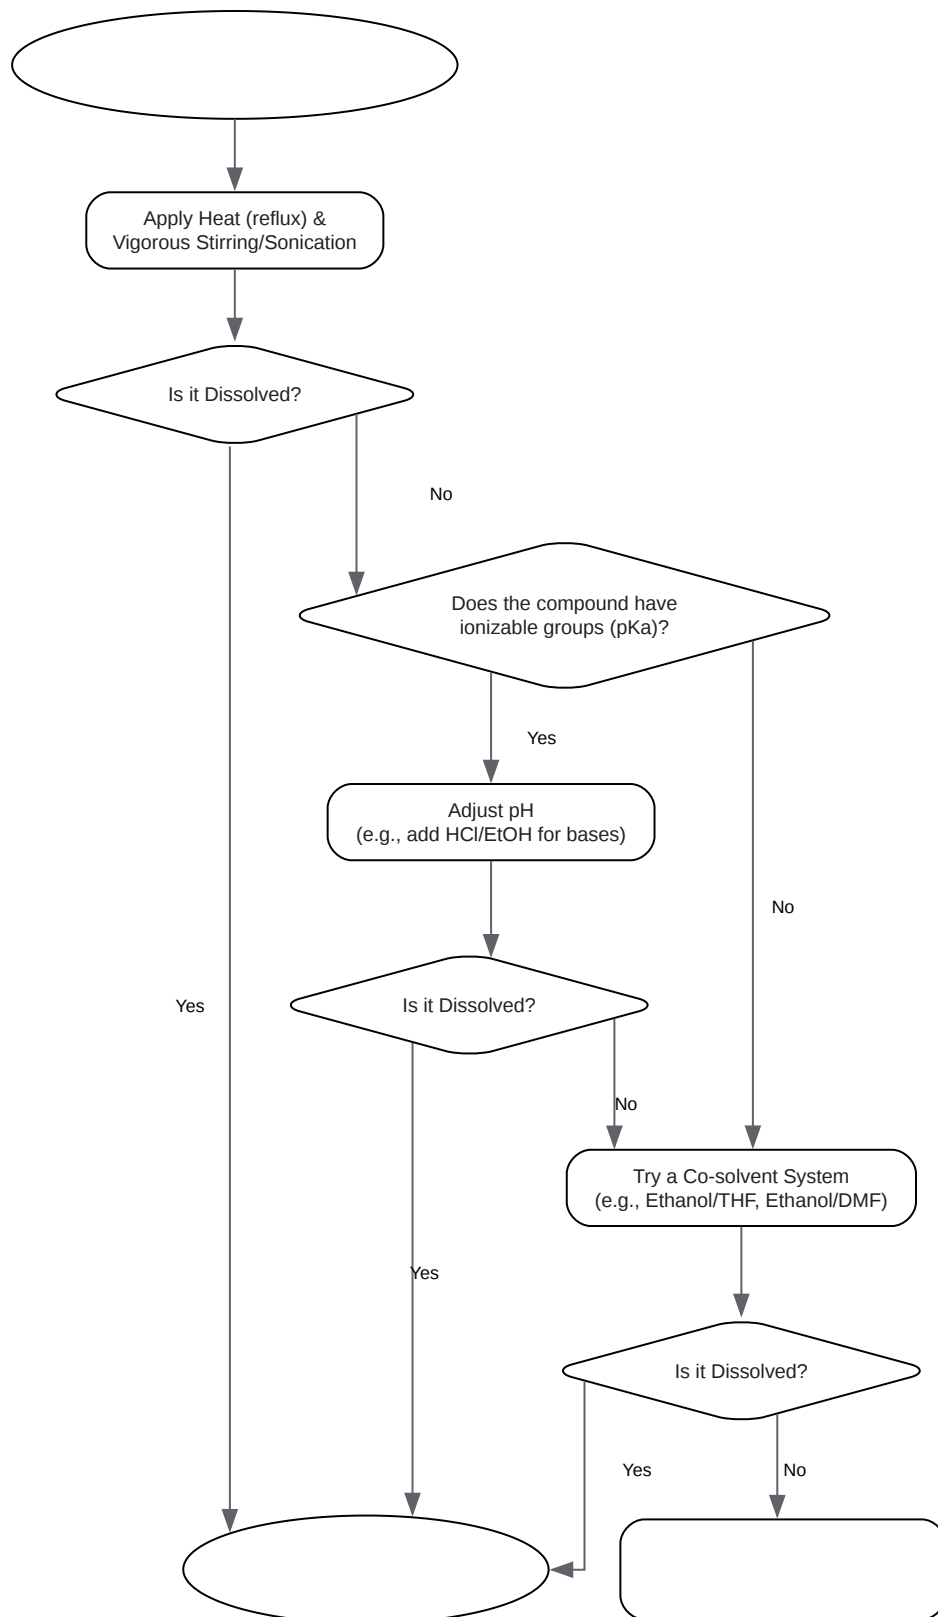 Apply Heat (reflux) &
Vigorous Stirring/Sonication
Is it Dissolved?
No
Does the compound have
ionizable groups (pKa)?
Yes
Adjust pH
(e.g., add HCl/EtOH for bases)
No
Yes
Is it Dissolved?
No
Try a Co-solvent System
(e.g., Ethanol/THF, Ethanol/DMF)
Yes
Is it Dissolved?
Yes
No